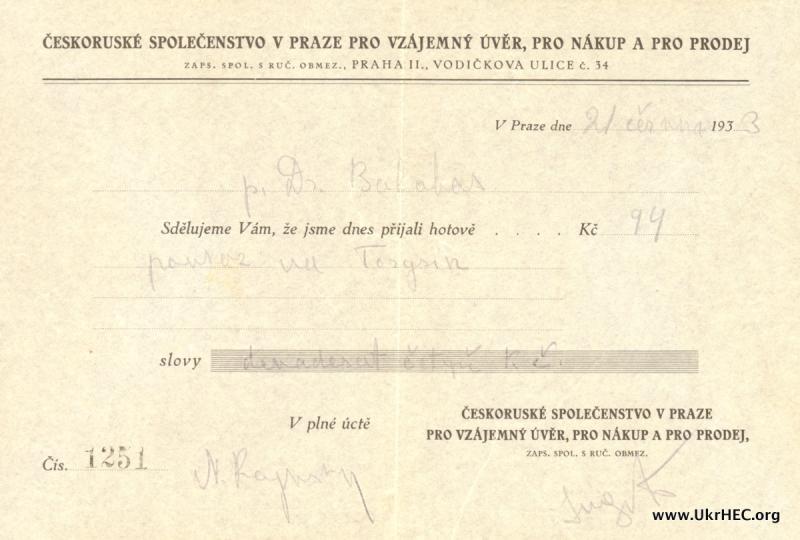 ČESKORUSKÉ SPOLEČENSTVO V PRAZE PRO VZÁJEMNÝ ÚVĚR, PRO NÁKUP A PRO PRODEJ
ZAPS. SPOL. S RUČ. OBMEZ., PRAHA II., VODIČKOVA ULICE č. 34
V Praze dne 21 června 1933
p. Dr. Balabas
Sdělujeme Vám, že jsme dnes přijali hotově . . . . Kč 94
poukaz na Torgsin
slovy devadesat čtyři Kč.
V plné úctě
ČESKORUSKÉ SPOLEČENSTVO V PRAZE
PRO VZÁJEMNÝ ÚVĚR, PRO NÁKUP A PRO PRODEJ,
ZAPS. SPOL. S RUČ. OBMEZ.
Čís. 1251
www.UkrHEC.org